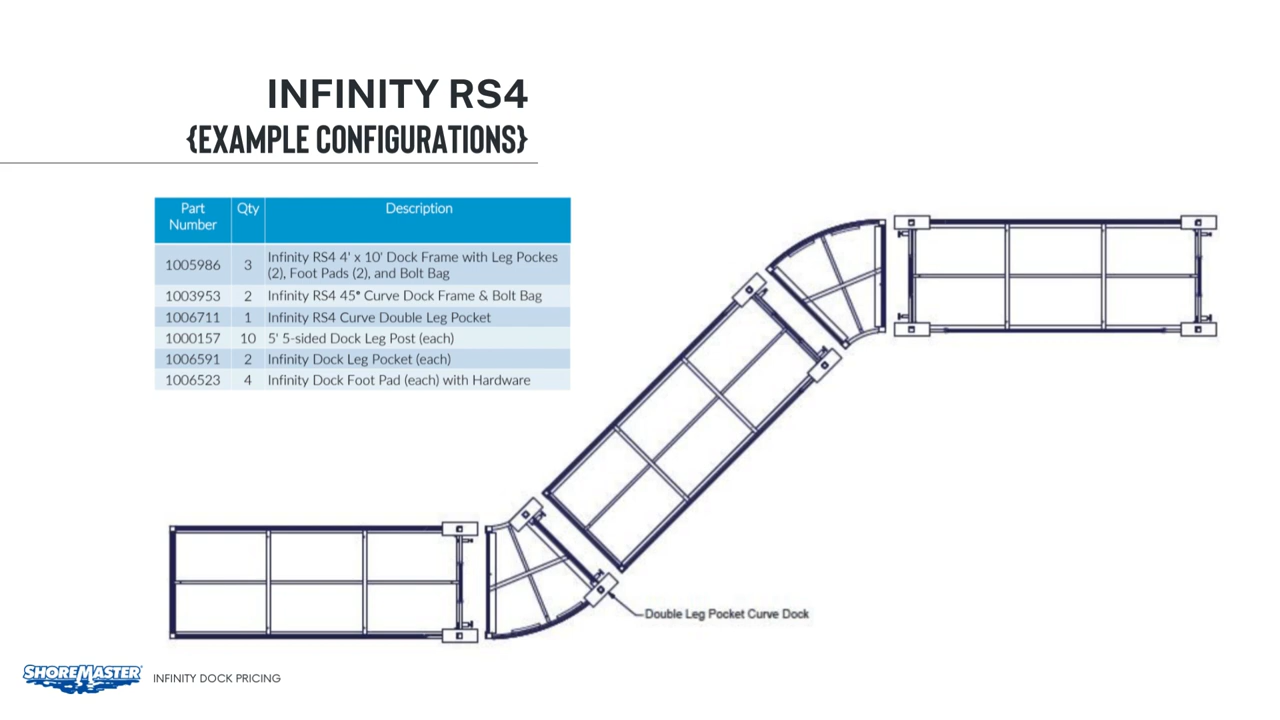 INFINITY RS4
{EXAMPLE CONFIGURATIONS}
Part Number Qty Description
1005986 3 Infinity RS4 4' x 10' Dock Frame with Leg Pockes (2), Foot Pads (2), and Bolt Bag
1003953 2 Infinity RS4 45° Curve Dock Frame & Bolt Bag
1006711 1 Infinity RS4 Curve Double Leg Pocket
1000157 10 5' 5-sided Dock Leg Post (each)
1006591 2 Infinity Dock Leg Pocket (each)
1006523 4 Infinity Dock Foot Pad (each) with Hardware
Double Leg Pocket Curve Dock
SHOREMASTER
INFINITY DOCK PRICING